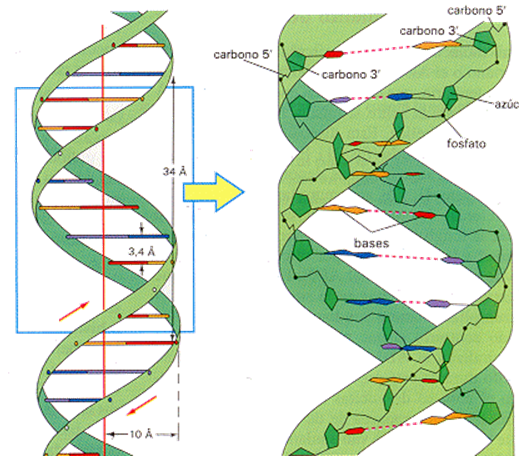 34 Å
3,4 Å
10 Å
carbono 5'
carbono 3'
carbono 5'
carbono 3'
azúc
fosfato
bases